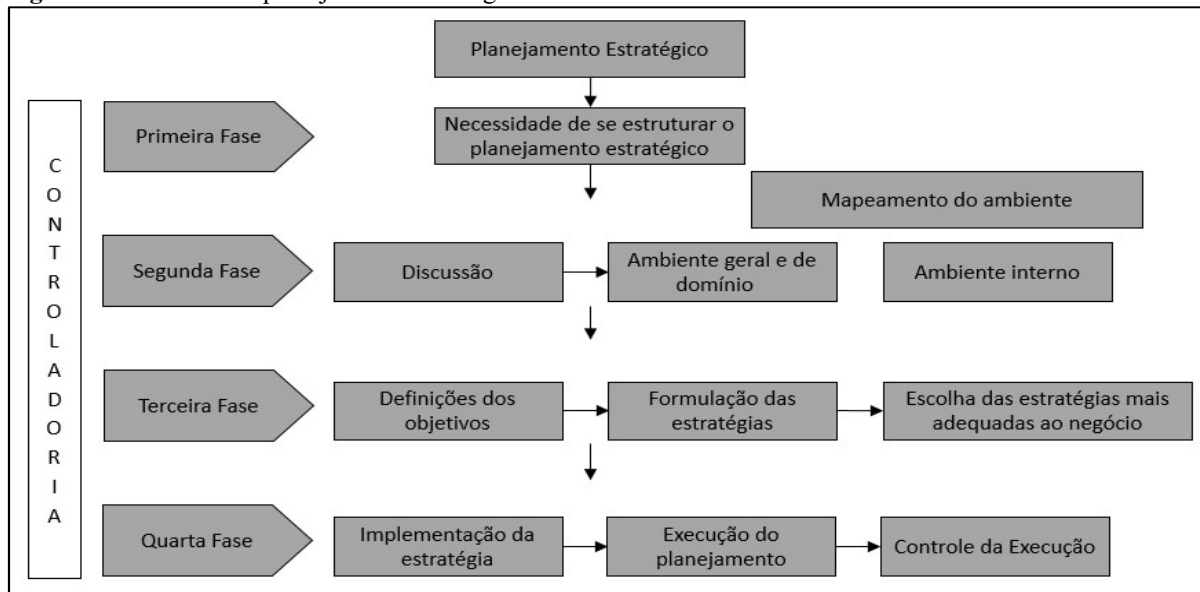 Planejamento Estratégico
CONTROLADORIA
Primeira Fase
Necessidade de se estruturar o
planejamento estratégico
Mapeamento do ambiente
Segunda Fase
Discussão
Ambiente geral e de
domínio
Ambiente interno
Terceira Fase
Definições dos
objetivos
Formulação das
estratégias
Escolha das estratégias mais
adequadas ao negócio
Quarta Fase
Implementação da
estratégia
Execução do
planejamento
Controle da Execução